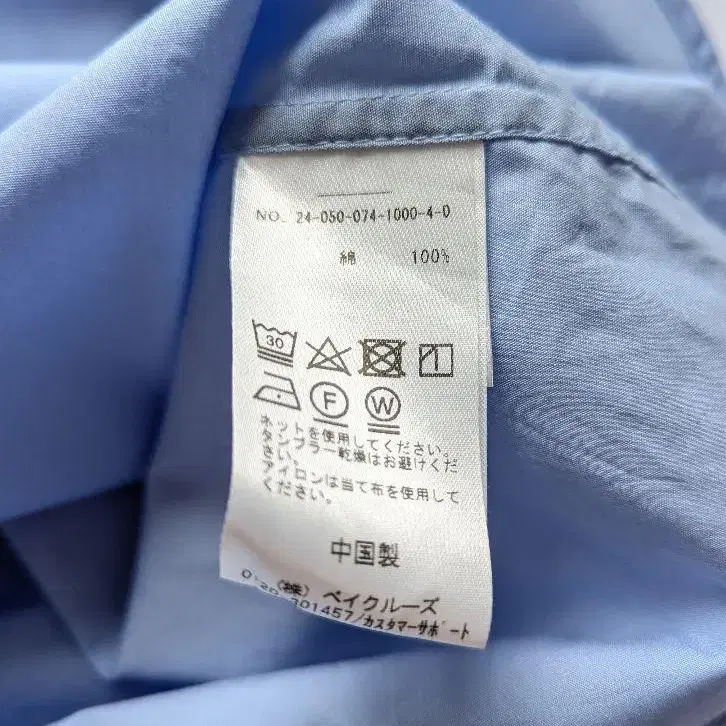 NO. 24-050-074-1000-4-0
綿 100%
30
F W
ネットを使用してください。
タンブラー乾燥はお避けくだ
さい。
アイロンは当て布を使用して
ください。
中国製
(株) ベイクルーズ
301457/カスタマーサポート